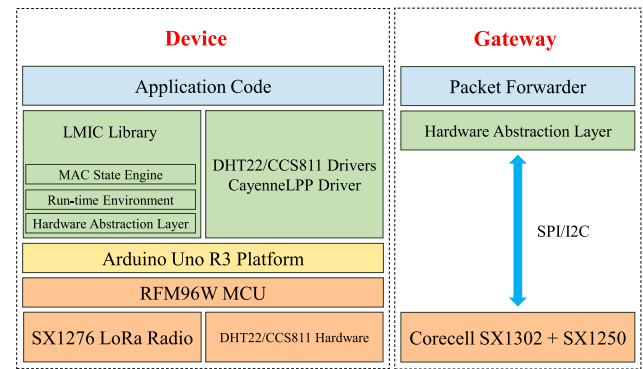 Device
Application Code
LMIC Library
MAC State Engine
Run-time Environment
Hardware Abstraction Layer
DHT22/CCS811 Drivers
CayenneLPP Driver
Arduino Uno R3 Platform
RFM96W MCU
SX1276 LoRa Radio
DHT22/CCS811 Hardware
Gateway
Packet Forwarder
Hardware Abstraction Layer
SPI/I2C
Corecell SX1302 + SX1250